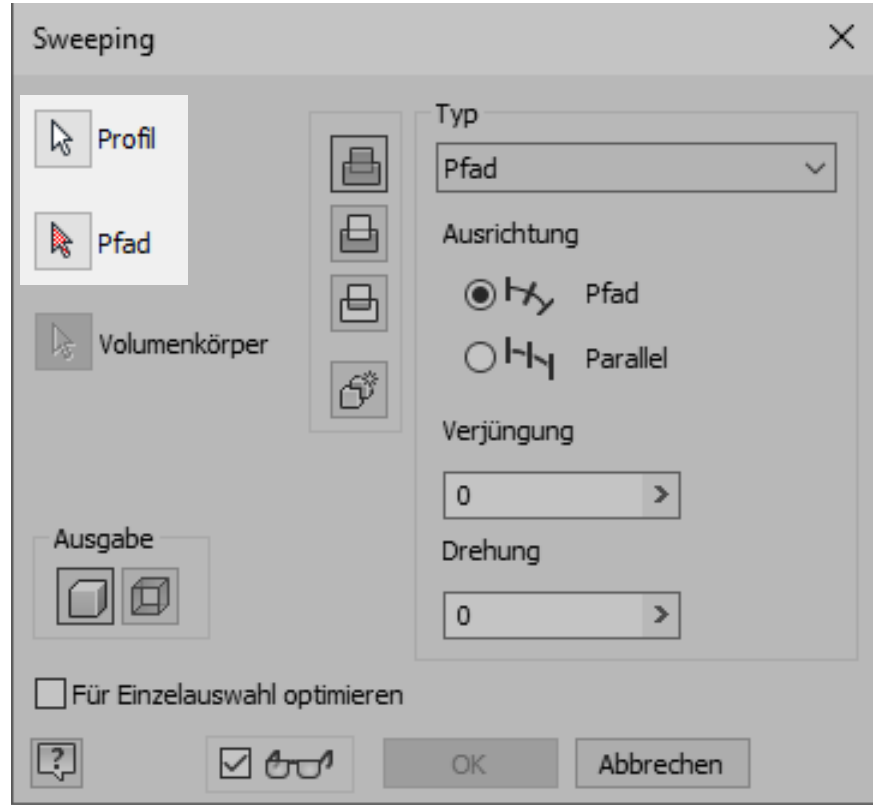 Sweeping
Profil
Pfad
Volumenkörper
Typ
Pfad
Ausrichtung
Pfad
Parallel
Verjüngung
0
Drehung
0
Ausgabe
Für Einzelauswahl optimieren
?
OK
Abbrechen